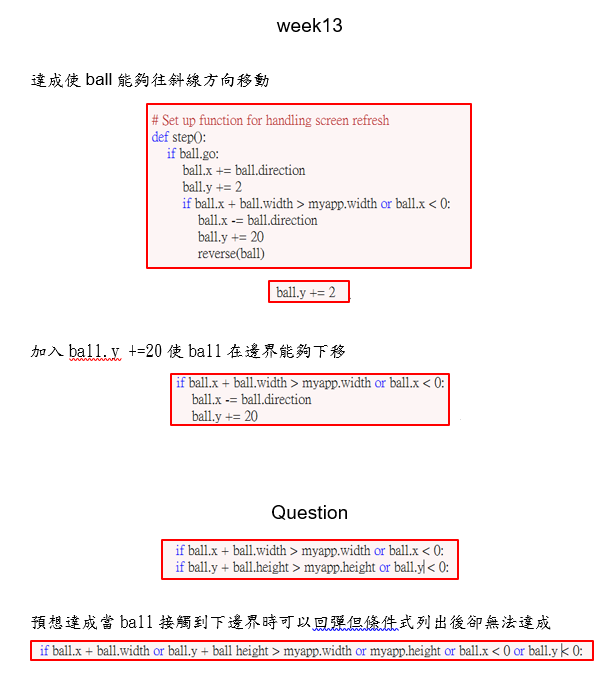 week13
達成使 ball 能夠往斜線方向移動
# Set up function for handling screen refresh
def step():
if ball.go:
ball.x += ball.direction
ball.y += 2
if ball.x + ball.width > myapp.width or ball.x < 0:
ball.x -= ball.direction
ball.y += 20
reverse(ball)
ball.y += 2
加入 ball.y +=20 使 ball 在邊界能夠下移
if ball.x + ball.width > myapp.width or ball.x < 0:
ball.x -= ball.direction
ball.y += 20
Question
if ball.x + ball.width > myapp.width or ball.x < 0:
if ball.y + ball.height > myapp.height or ball.y < 0:
預想達成當 ball 接觸到下邊界時可以回彈但條件式列出後卻無法達成
if ball.x + ball.width or ball.y + ball height > myapp.width or myapp.height or ball.x < 0 or ball.y < 0: